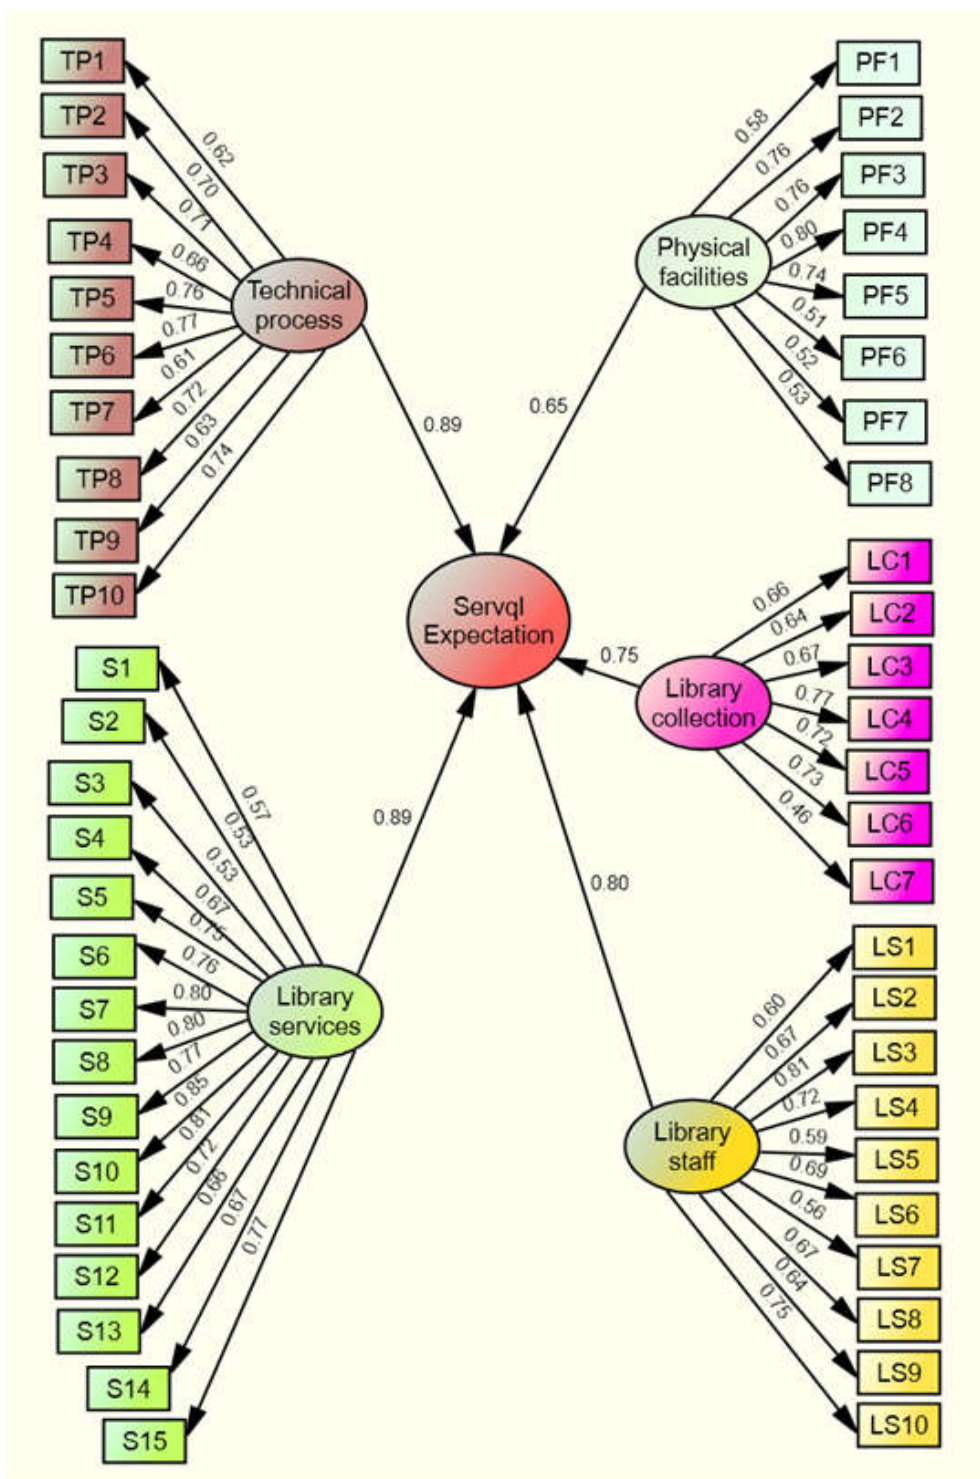 TP1
TP2
TP3
TP4
TP5
TP6
TP7
TP8
TP9
TP10
0.62
0.70
0.71
0.66
0.76
0.77
0.61
0.72
0.63
0.74
Technical
process
0.89
PF1
PF2
PF3
PF4
PF5
PF6
PF7
PF8
0.58
0.76
0.76
0.80
0.74
0.51
0.52
0.53
Physical
facilities
0.65
Servql
Expectation
LC1
LC2
LC3
LC4
LC5
LC6
LC7
0.66
0.64
0.67
0.77
0.72
0.73
0.46
Library
collection
0.75
S1
S2
S3
S4
S5
S6
S7
S8
S9
S10
S11
S12
S13
S14
S15
0.57
0.53
0.53
0.67
0.75
0.76
0.80
0.80
0.77
0.85
0.81
0.72
0.66
0.67
0.77
Library
services
0.89
LS1
LS2
LS3
LS4
LS5
LS6
LS7
LS8
LS9
LS10
0.60
0.67
0.81
0.72
0.59
0.69
0.56
0.67
0.64
0.75
Library
staff
0.80